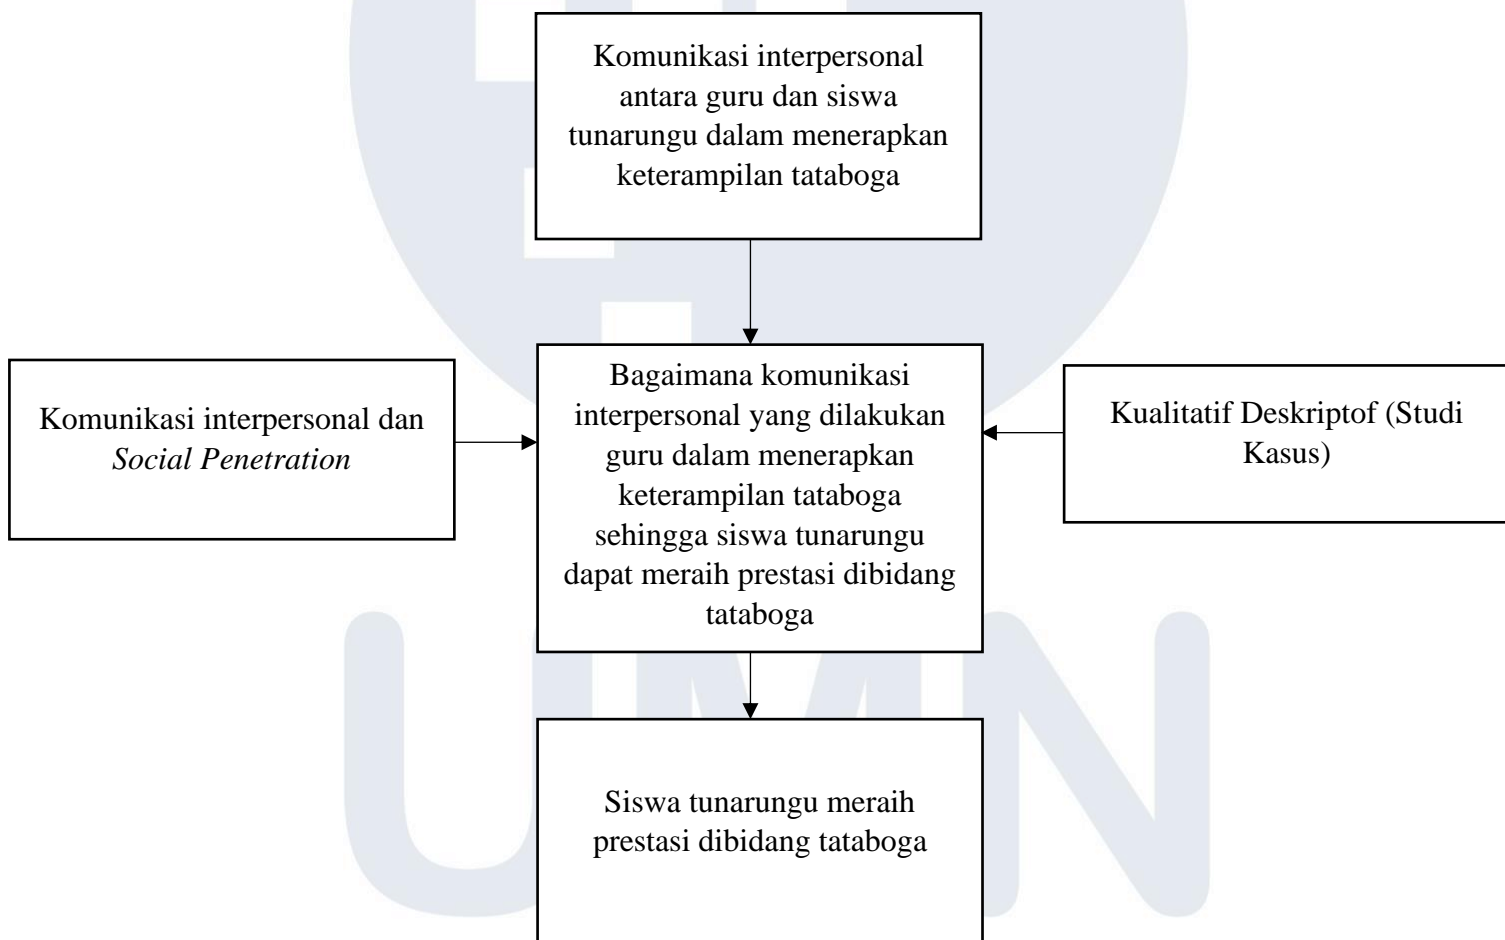 Komunikasi interpersonal
antara guru dan siswa
tunarungu dalam menerapkan
keterampilan tataboga
Komunikasi interpersonal dan
Social Penetration
Bagaimana komunikasi
interpersonal yang dilakukan
guru dalam menerapkan
keterampilan tataboga
sehingga siswa tunarungu
dapat meraih prestasi dibidang
tataboga
Kualitatif Deskriptof (Studi
Kasus)
Siswa tunarungu meraih
prestasi dibidang tataboga
UMN